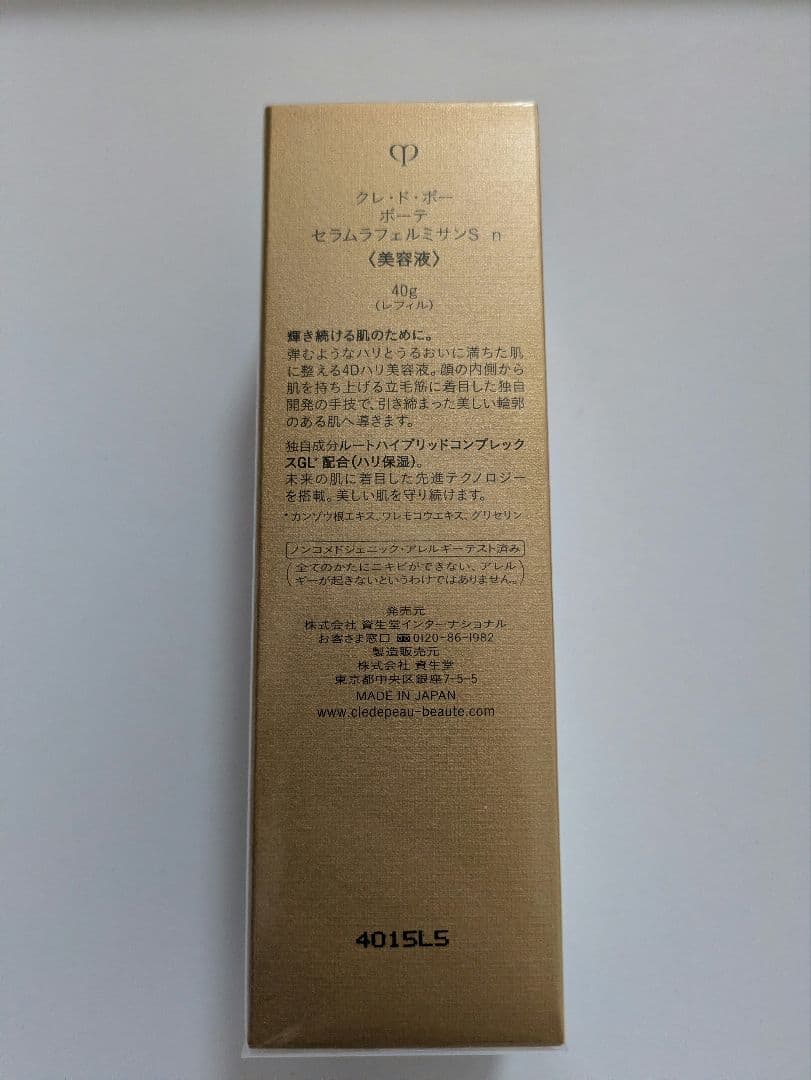 クレ・ド・ポー
ボーテ
セラムラフェルミサンS n
〈美容液〉
40g
(レフィル)
輝き続ける肌のために。
弾むようなハリとうるおいに満ちた肌
に整える4Dハリ美容液。顔の内側から
肌を持ち上げる立毛筋に着目した独自
開発の手技で、引き締まった美しい輪郭
のある肌へ導きます。
独自成分ルートハイブリッドコンプレック
スGL*配合(ハリ保湿)。
未来の肌に着目した先進テクノロジー
を搭載。美しい肌を守り続けます。
*カンゾウ根エキス、ワレモコウエキス、グリセリン
ノンコメドジェニック・アレルギーテスト済み
(全てのかたにニキビができない、アレル
ギーが起きないというわけではありません。)
発売元
株式会社 資生堂インターナショナル
お客さま窓口 0120-86-1982
製造販売元
株式会社 資生堂
東京都中央区銀座7-5-5
MADE IN JAPAN
www.cledepeau-beaute.com
4015L5